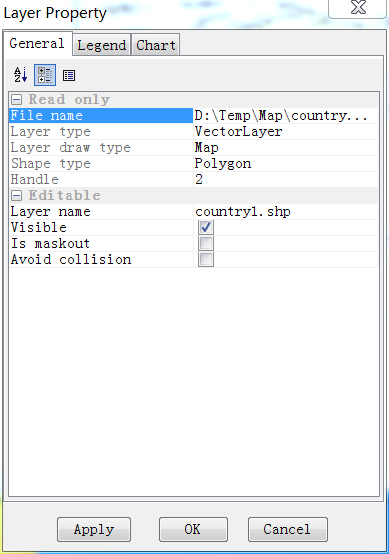 Layer Property
General Legend Chart
Read only
File name D:\Temp\Map\country...
Layer type VectorLayer
Layer draw type Map
Shape type Polygon
Handle 2
Editable
Layer name country1.shp
Visible
Is maskout
Avoid collision
Apply OK Cancel